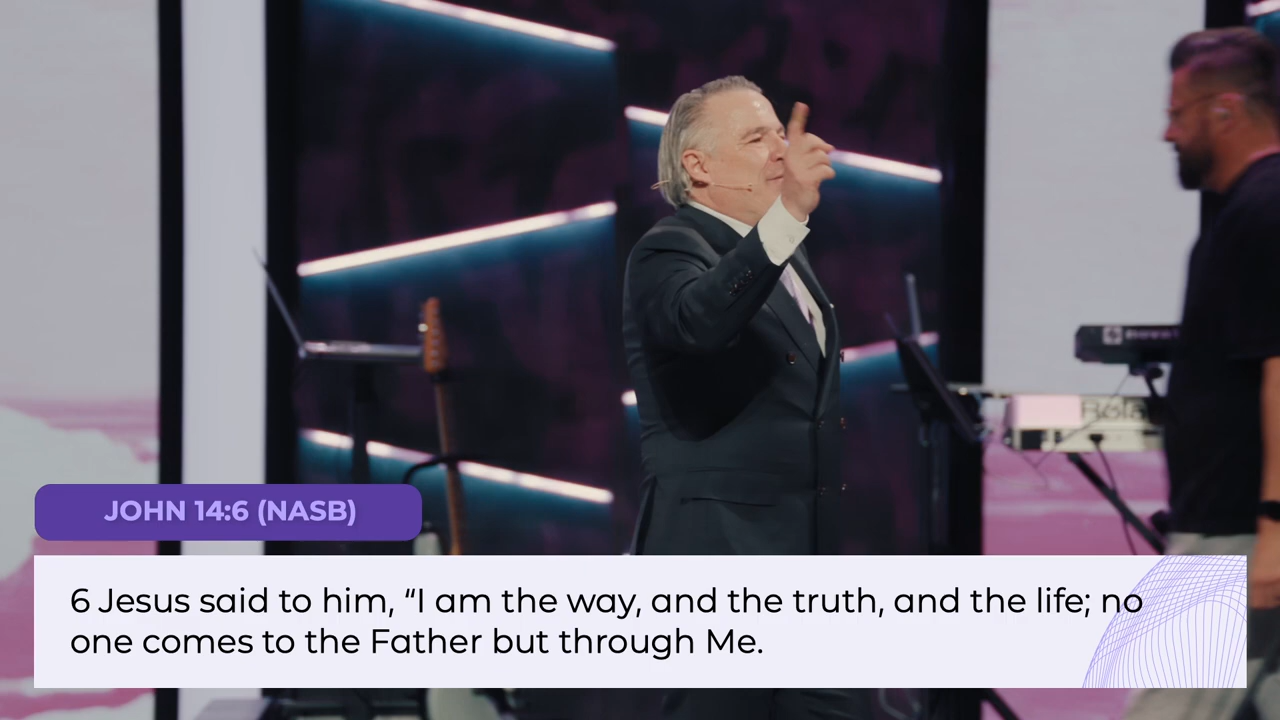 JOHN 14:6 (NASB)
6 Jesus said to him, “I am the way, and the truth, and the life; no
one comes to the Father but through Me.